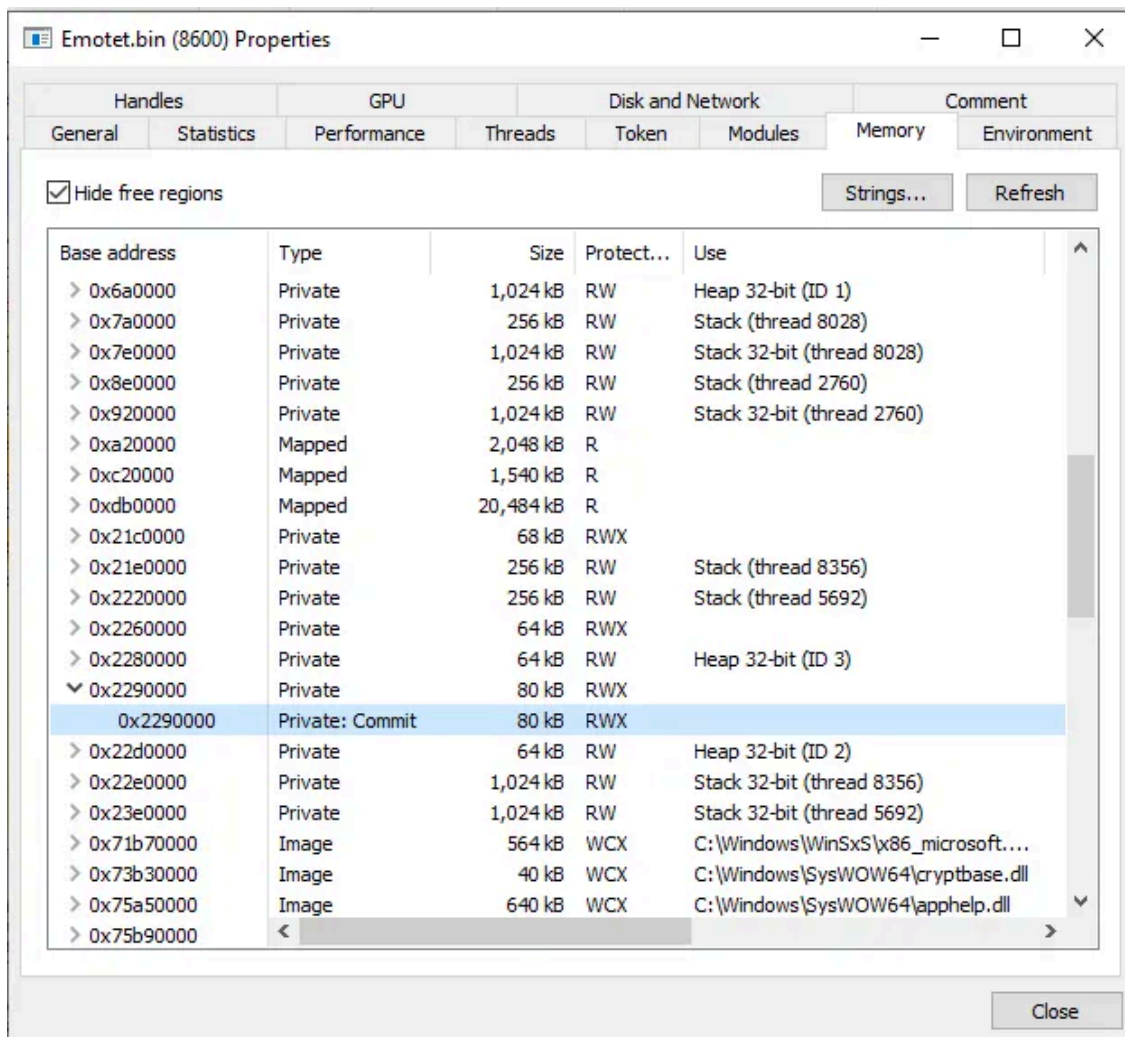 Emotet.bin (8600) Properties
Handles GPU Disk and Network Comment
General Statistics Performance Threads Token Modules Memory Environment
Hide free regions Strings... Refresh
Base address Type Size Protect... Use
0x6a0000 Private 1,024 kB RW Heap 32-bit (ID 1)
0x7a0000 Private 256 kB RW Stack (thread 8028)
0x7e0000 Private 1,024 kB RW Stack 32-bit (thread 8028)
0x8e0000 Private 256 kB RW Stack (thread 2760)
0x920000 Private 1,024 kB RW Stack 32-bit (thread 2760)
0xa20000 Mapped 2,048 kB R
0xc20000 Mapped 1,540 kB R
0xdb0000 Mapped 20,484 kB R
0x21c0000 Private 68 kB RWX
0x21e0000 Private 256 kB RW Stack (thread 8356)
0x2220000 Private 256 kB RW Stack (thread 5692)
0x2260000 Private 64 kB RWX
0x2280000 Private 64 kB RW Heap 32-bit (ID 3)
0x2290000 Private 80 kB RWX
0x2290000 Private: Commit 80 kB RWX
0x22d0000 Private 64 kB RW Heap 32-bit (ID 2)
0x22e0000 Private 1,024 kB RW Stack 32-bit (thread 8356)
0x23e0000 Private 1,024 kB RW Stack 32-bit (thread 5692)
0x71b70000 Image 564 kB WCX C:\Windows\WinSxS\x86_microsoft....
0x73b30000 Image 40 kB WCX C:\Windows\SysWOW64\cryptbase.dll
0x75a50000 Image 640 kB WCX C:\Windows\SysWOW64\apphelp.dll
0x75b90000
Close